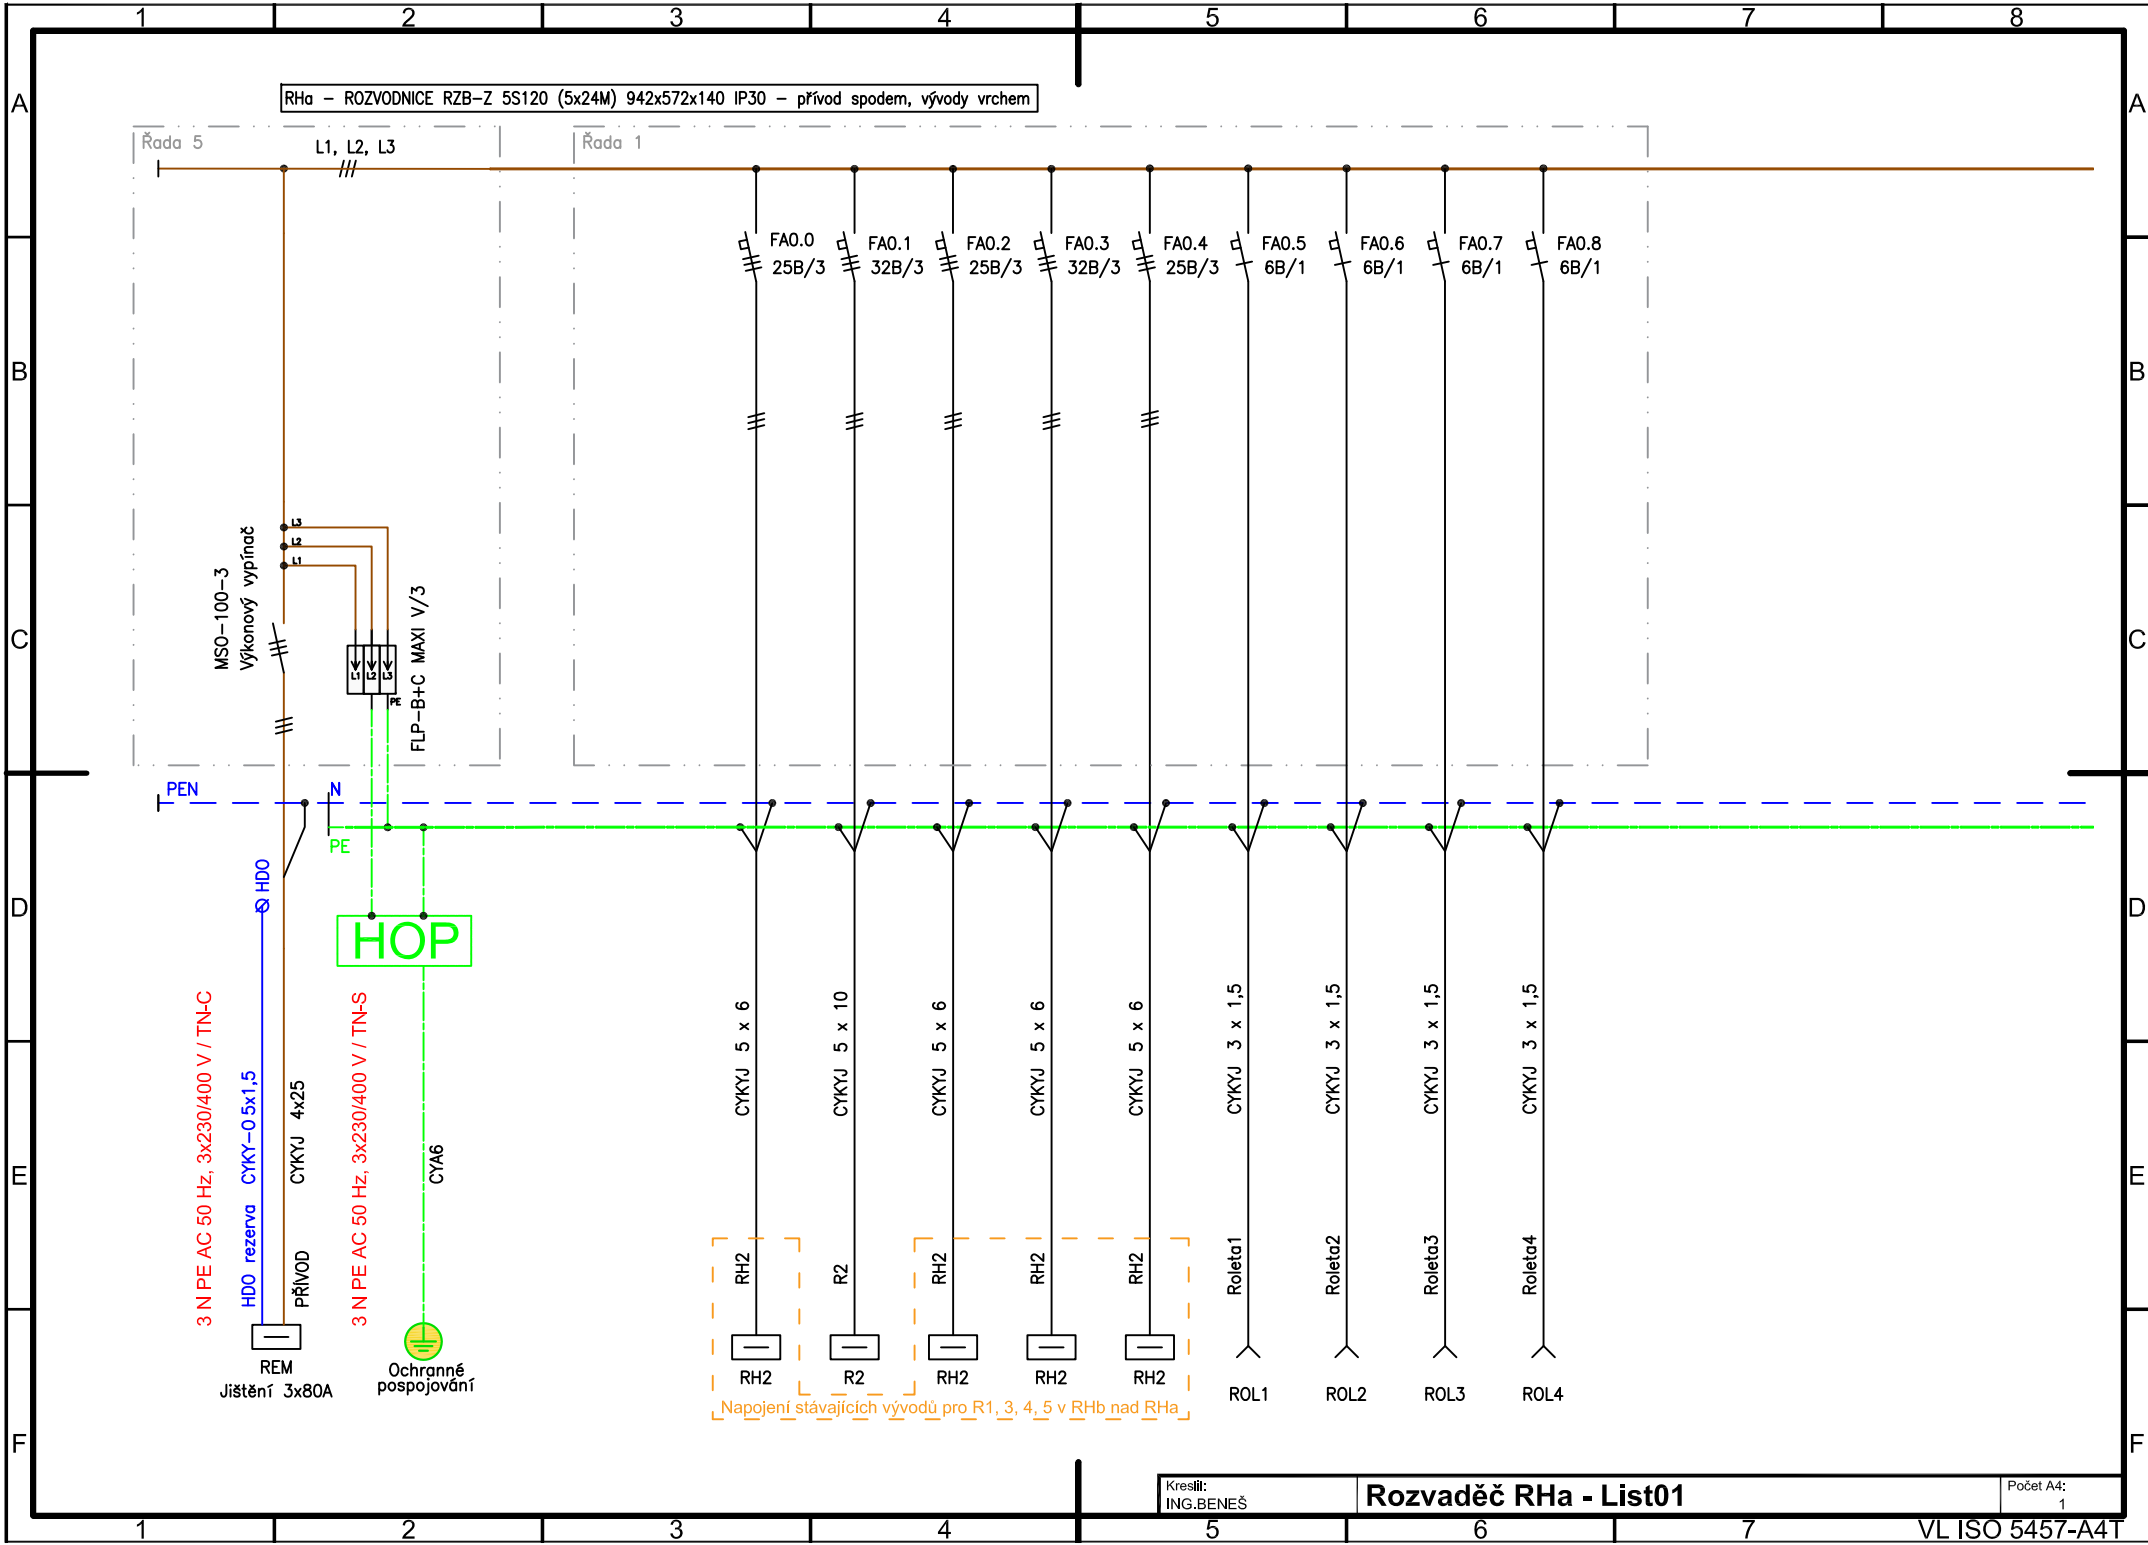 1 2 3 4 5 6 7 8
A A
B B
C C
D D
E E
F F
RHa – ROZVODNICE RZB–Z 5S120 (5x24M) 942x572x140 IP30 – přívod spodem, vývody vrchem
Řada 5
L1, L2, L3
Řada 1
FA0.0
25B/3
FA0.1
32B/3
FA0.2
25B/3
FA0.3
32B/3
FA0.4
25B/3
FA0.5
6B/1
FA0.6
6B/1
FA0.7
6B/1
FA0.8
6B/1
L3
L2
L1
MSO–100–3
Výkonový vypínač
L1 L2 L3
PE
FLP–B+C MAXI V/3
PEN
N
PE
HDO
HOP
3 N PE AC 50 Hz, 3x230/400 V / TN-C
HDO rezerva CYKY–O 5x1,5
PŘÍVOD CYKYJ 4x25
3 N PE AC 50 Hz, 3x230/400 V / TN-S
CYA6
RH2 CYKYJ 5 x 6
R2 CYKYJ 5 x 10
RH2 CYKYJ 5 x 6
RH2 CYKYJ 5 x 6
RH2 CYKYJ 5 x 6
Roleta1 CYKYJ 3 x 1,5
Roleta2 CYKYJ 3 x 1,5
Roleta3 CYKYJ 3 x 1,5
Roleta4 CYKYJ 3 x 1,5
REM
Jištění 3x80A
Ochranné
pospojování
RH2 R2 RH2 RH2 RH2
ROL1 ROL2 ROL3 ROL4
Napojení stávajících vývodů pro R1, 3, 4, 5 v RHb nad RHa
Kreslil:
ING.BENEŠ
Rozvaděč RHa - List01
Počet A4:
1
1 2 3 4 5 6 7
VL ISO 5457-A4T